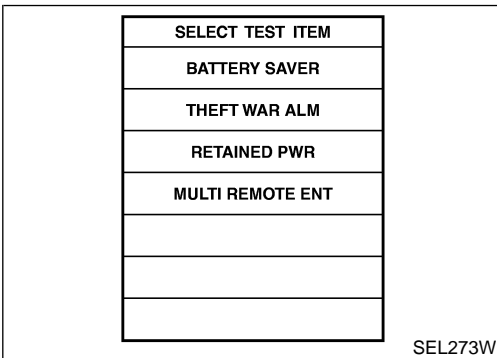 SELECT TEST ITEM
BATTERY SAVER
THEFT WAR ALM
RETAINED PWR
MULTI REMOTE ENT
SEL273W